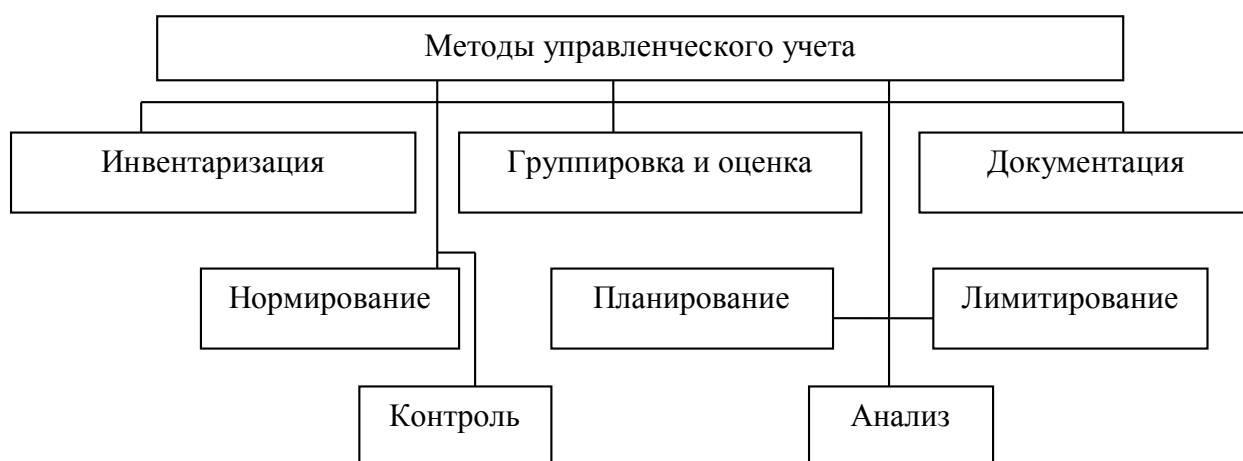 Методы управленческого учета
Инвентаризация
Группировка и оценка
Документация
Нормирование
Планирование
Лимитирование
Контроль
Анализ